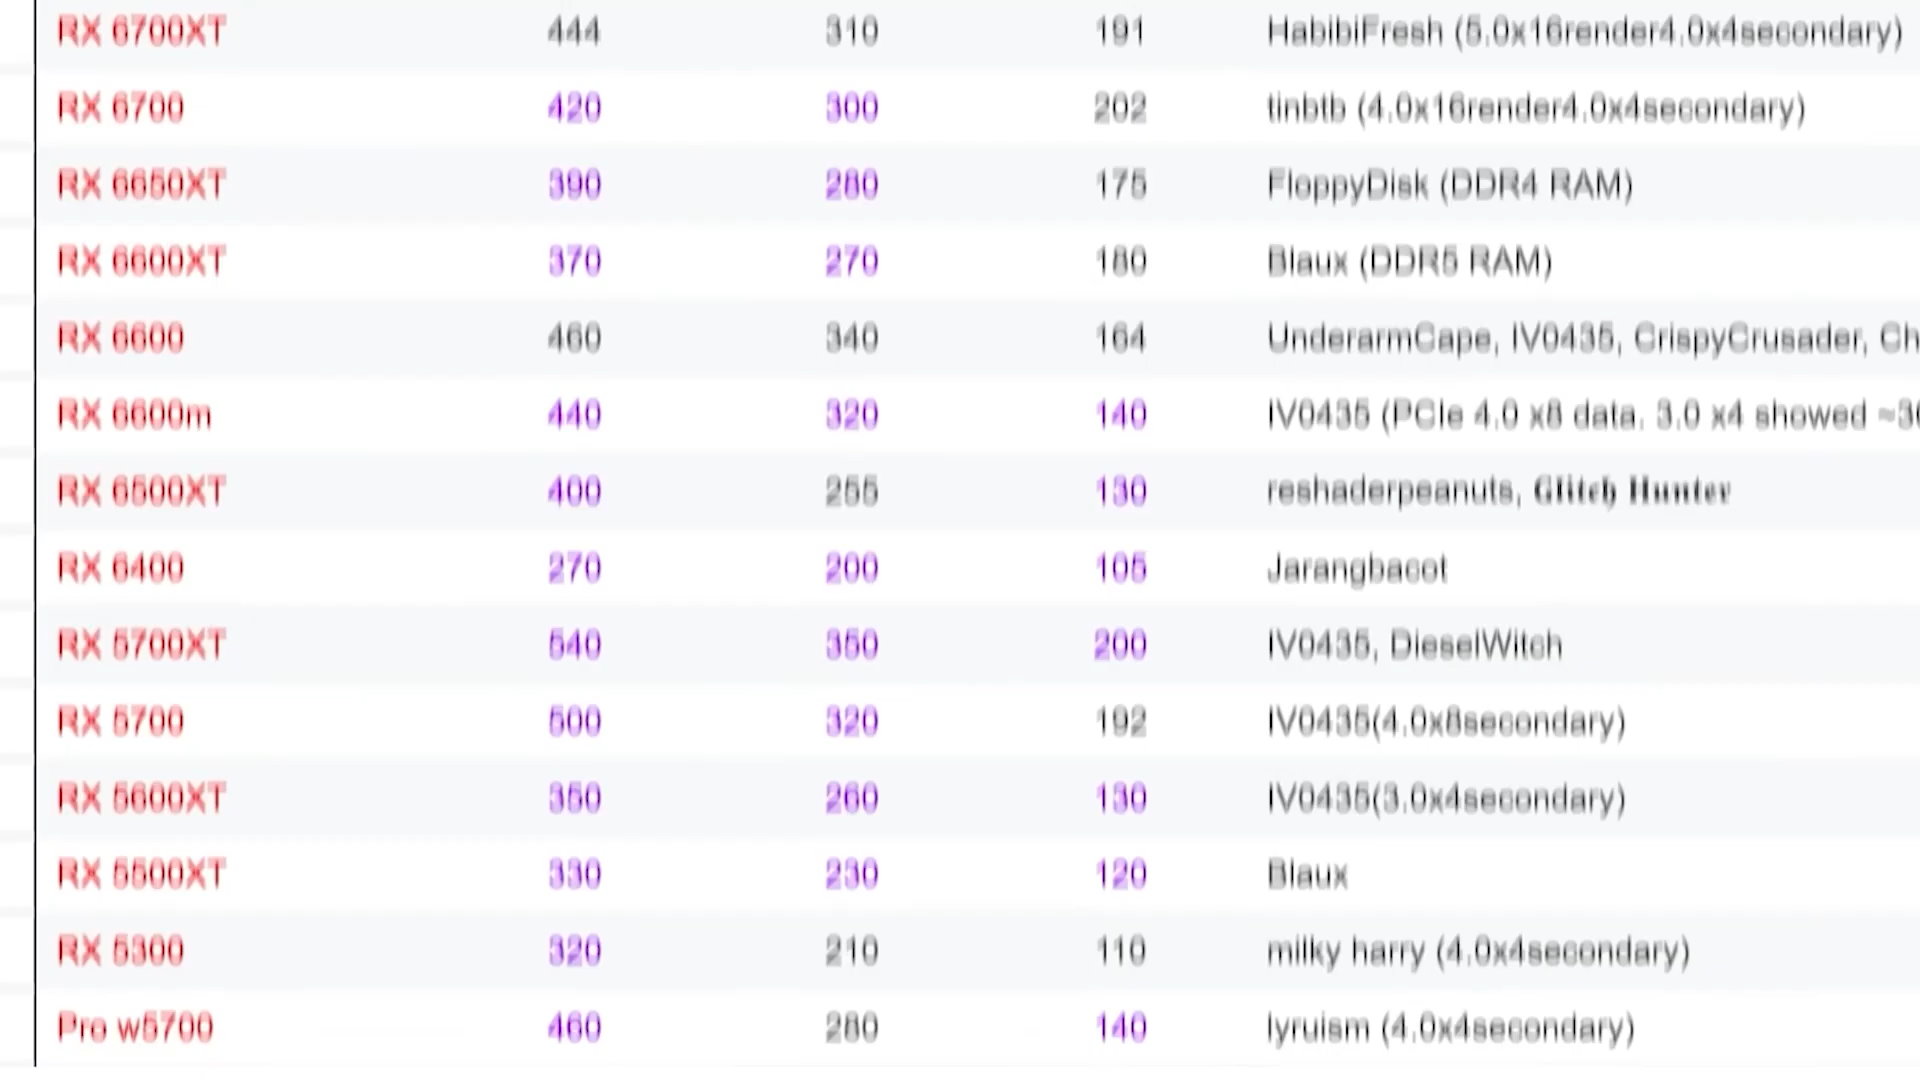 RX 6700XT 444 310 191 HabibiFresh (5.0x16render4.0x4secondary)
RX 6700 420 300 202 tinbtb (4.0x16render4.0x4secondary)
RX 6650XT 390 280 175 FloppyDisk (DDR4 RAM)
RX 6600XT 370 270 180 Blaux (DDR5 RAM)
RX 6600 460 340 164 UnderarmCape, IV0435, CrispyCrusader, Ch
RX 6600m 440 320 140 IV0435 (PCIe 4.0 x8 data. 3.0 x4 showed ≈30
RX 6500XT 400 255 130 reshaderpeanuts, Glitch Hunter
RX 6400 270 200 105 Jarangbacot
RX 5700XT 540 350 200 IV0435, DieselWitch
RX 5700 500 320 192 IV0435(4.0x8secondary)
RX 5600XT 350 260 130 IV0435(3.0x4secondary)
RX 5500XT 330 230 120 Blaux
RX 5300 320 210 110 milky harry (4.0x4secondary)
Pro w5700 460 280 140 lyruism (4.0x4secondary)